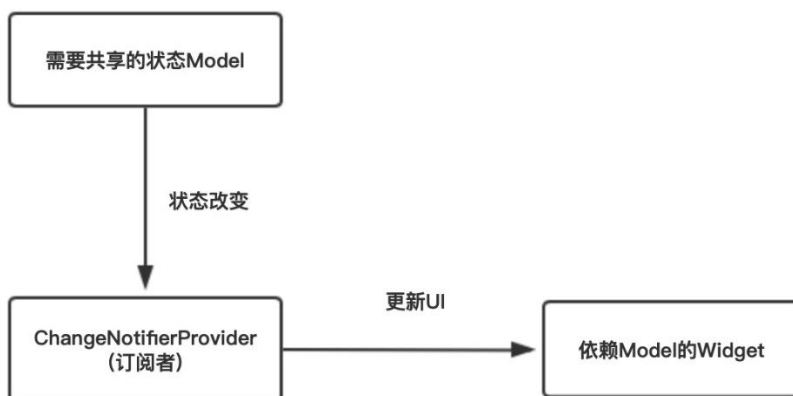 需要共享的状态Model
状态改变
更新UI
ChangeNotifierProvider
(订阅者)
依赖Model的Widget